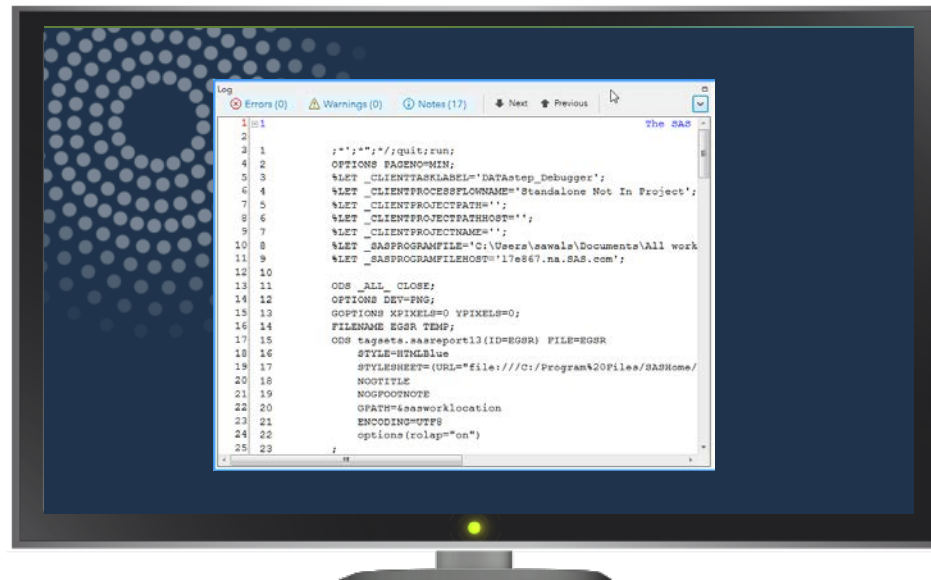 Log
Errors (0) Warnings (0) Notes (17) Next Previous
1 1 The SAS
2
3 1 ;*';*";*/;quit;run;
4 2 OPTIONS PAGENO=MIN;
5 3 %LET _CLIENTTASKLABEL='DATAstep_Debugger';
6 4 %LET _CLIENTPROCESSFLOWNAME='Standalone Not In Project';
7 5 %LET _CLIENTPROJECTPATH='';
8 6 %LET _CLIENTPROJECTPATHHOST='';
9 7 %LET _CLIENTPROJECTNAME='';
10 8 %LET _SASPROGRAMFILE='C:\Users\sawals\Documents\All work
11 9 %LET _SASPROGRAMFILEHOST='l7e867.na.SAS.com';
12 10
13 11 ODS _ALL_ CLOSE;
14 12 OPTIONS DEV=PNG;
15 13 GOPTIONS XPIXELS=0 YPIXELS=0;
16 14 FILENAME EGSR TEMP;
17 15 ODS tagsets.sasreport13(ID=EGSR) FILE=EGSR
18 16 STYLE=HTMLBlue
19 17 STYLESHEET=(URL="file:///C:/Program%20Files/SASHome/
20 18 NOGTITLE
21 19 NOGFOOTNOTE
22 20 GPATH=&sasworklocation
23 21 ENCODING=UTF8
24 22 options(rolap="on")
25 23 ;